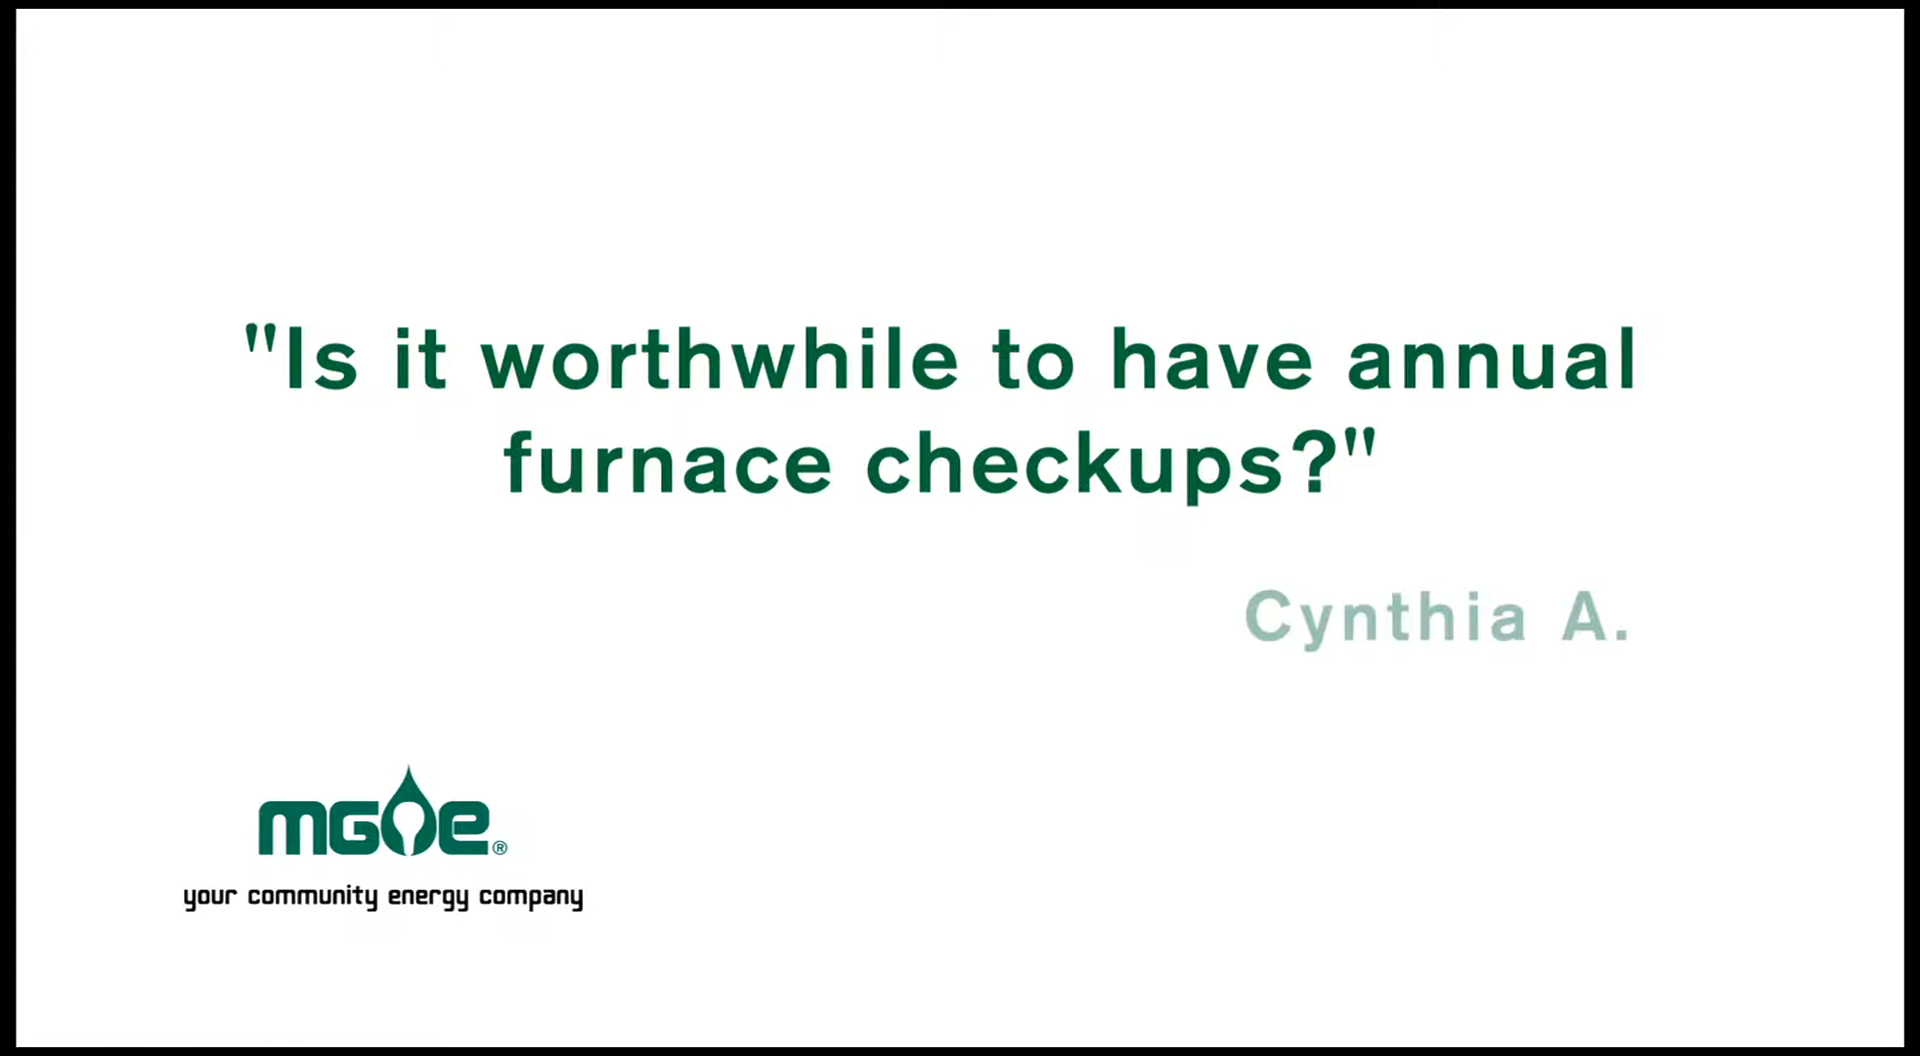 "Is it worthwhile to have annual
furnace checkups?"
Cynthia A.
mge®
your community energy company